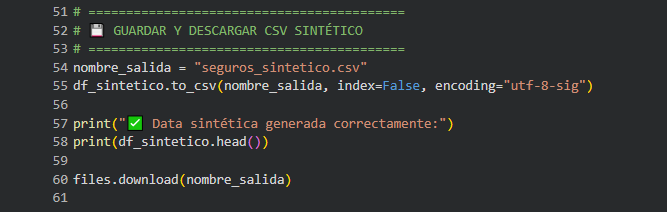 51 # ==========================================
52 # 💾 GUARDAR Y DESCARGAR CSV SINTÉTICO
53 # ==========================================
54 nombre_salida = "seguros_sintetico.csv"
55 df_sintetico.to_csv(nombre_salida, index=False, encoding="utf-8-sig")
56
57 print("✅ Data sintética generada correctamente:")
58 print(df_sintetico.head())
59
60 files.download(nombre_salida)
61